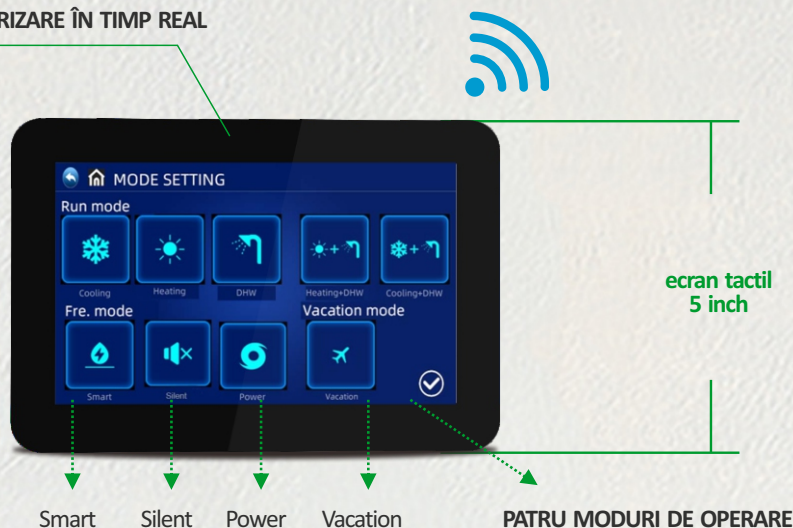 RIZARE ÎN TIMP REAL
MODE SETTING
Run mode
Cooling Heating DHW Heating+DHW Cooling+DHW
Fre. mode Vacation mode
Smart Silent Power Vacation
ecran tactil
5 inch
Smart Silent Power Vacation PATRU MODURI DE OPERARE